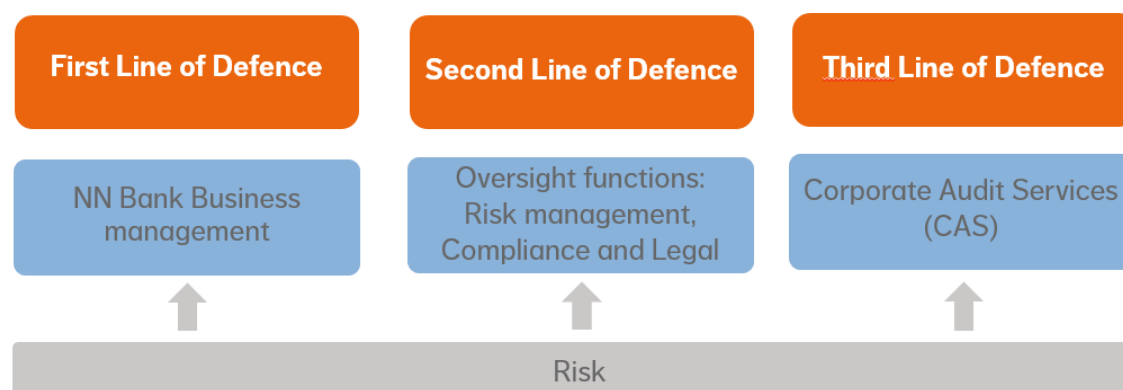 First Line of Defence
Second Line of Defence
Third Line of Defence
NN Bank Business
management
Oversight functions:
Risk management,
Compliance and Legal
Corporate Audit Services
(CAS)
Risk